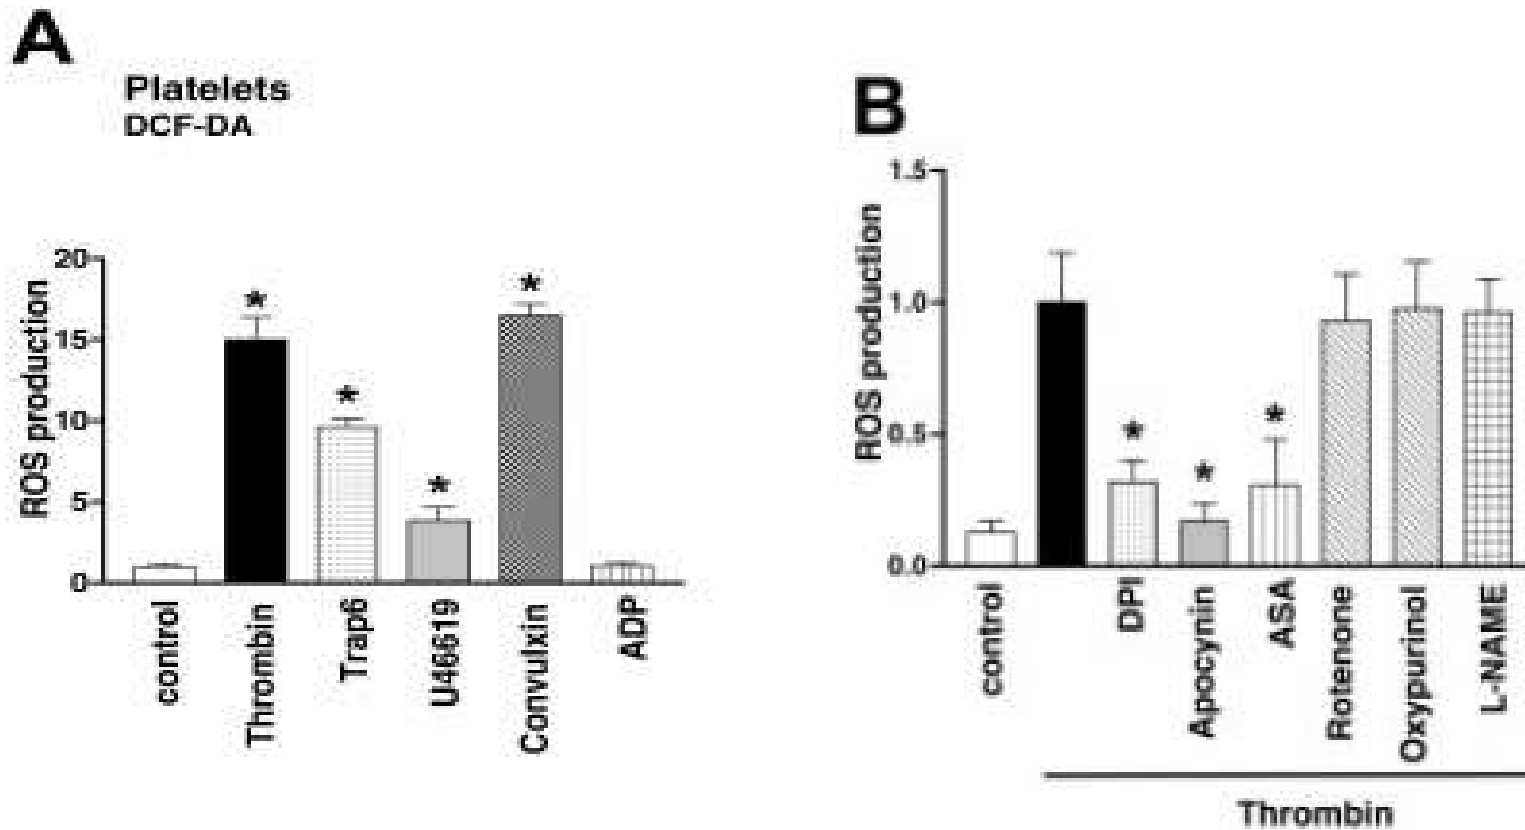 A
Platelets
DCF-DA
ROS production
20
15
10
5
0
*
*
*
*
control
Thrombin
Trap6
U46619
Convulxin
ADP
B
ROS production
1.5
1.0
0.5
0.0
*
*
*
control
DPI
Apocynin
ASA
Rotenone
Oxypurinol
L-NAME
Thrombin